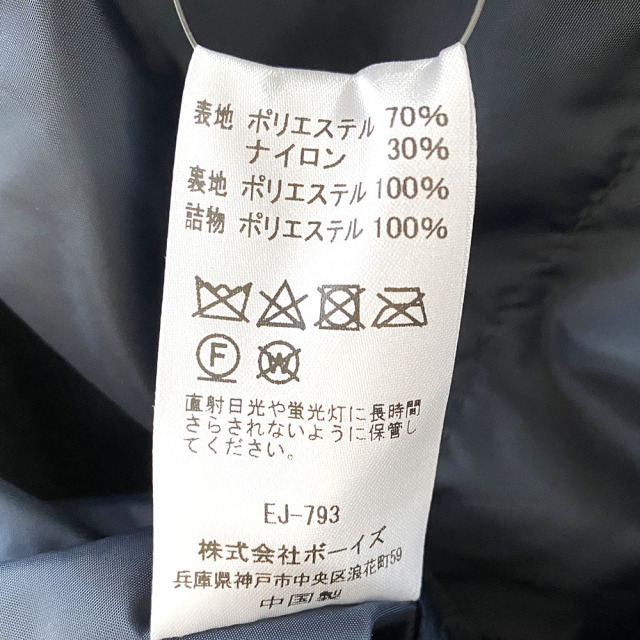 表地 ポリエステル 70%
ナイロン 30%
裏地 ポリエステル 100%
詰物 ポリエステル 100%
F W
直射日光や蛍光灯に長時間
さらされないように保管し
てください。
EJ-793
株式会社ボーイズ
兵庫県神戸市中央区浪花町59
中国製